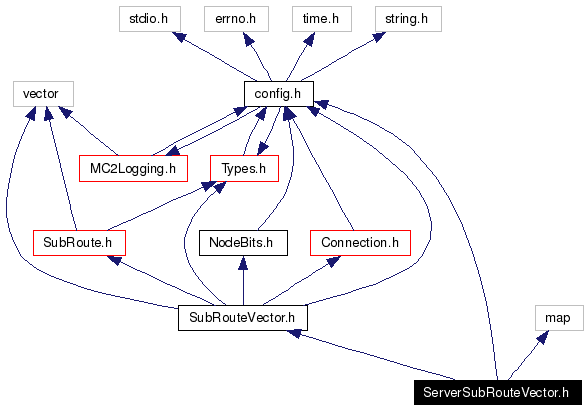 stdio.h
errno.h
time.h
string.h
vector
config.h
MC2Logging.h
Types.h
SubRoute.h
NodeBits.h
Connection.h
SubRouteVector.h
map
ServerSubRouteVector.h